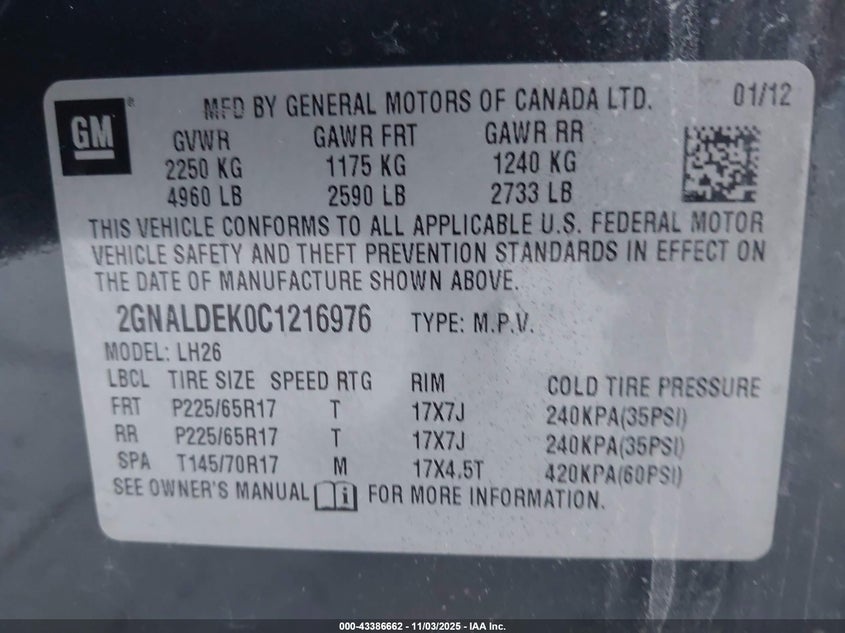 GM ®
MFD BY GENERAL MOTORS OF CANADA LTD. 01/12
GVWR GAWR FRT GAWR RR
2250 KG 1175 KG 1240 KG
4960 LB 2590 LB 2733 LB
THIS VEHICLE CONFORMS TO ALL APPLICABLE U.S. FEDERAL MOTOR
VEHICLE SAFETY AND THEFT PREVENTION STANDARDS IN EFFECT ON
THE DATE OF MANUFACTURE SHOWN ABOVE.
2GNALDEK0C1216976 TYPE: M.P.V.
MODEL: LH26
LBCL TIRE SIZE SPEED RTG RIM COLD TIRE PRESSURE
FRT P225/65R17 T 17X7J 240KPA(35PSI)
RR P225/65R17 T 17X7J 240KPA(35PSI)
SPA T145/70R17 M 17X4.5T 420KPA(60PSI)
SEE OWNER'S MANUAL i FOR MORE INFORMATION.
000-43386662 - 11/03/2025 - IAA Inc.